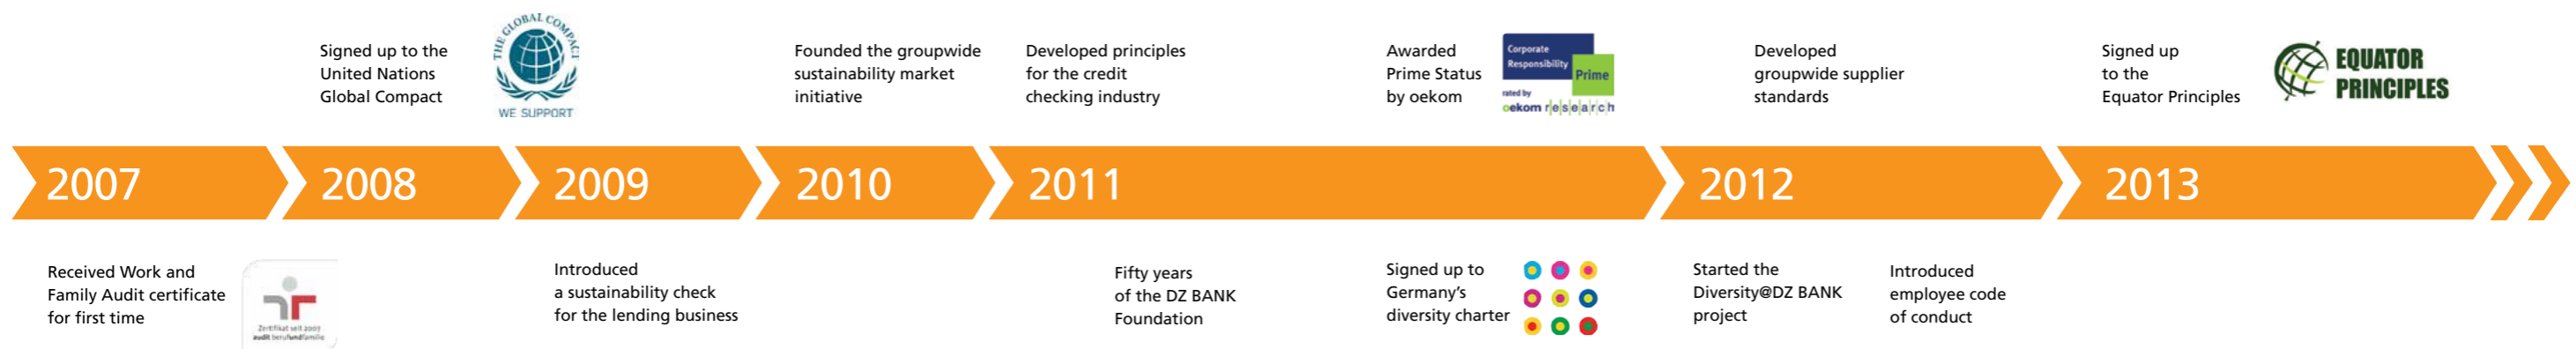 Signed up to the
United Nations
Global Compact
THE GLOBAL COMPACT
WE SUPPORT
Founded the groupwide
sustainability market
initiative
Developed principles
for the credit
checking industry
Awarded
Prime Status
by oekom
Corporate
Responsibility
Prime
rated by
oekom research
Developed
groupwide supplier
standards
Signed up
to the
Equator Principles
EQUATOR
PRINCIPLES
2007
2008
2009
2010
2011
2012
2013
Received Work and
Family Audit certificate
for first time
Zertifikat seit 2007
audit berufundfamilie
Introduced
a sustainability check
for the lending business
Fifty years
of the DZ BANK
Foundation
Signed up to
Germany's
diversity charter
Started the
Diversity@DZ BANK
project
Introduced
employee code
of conduct